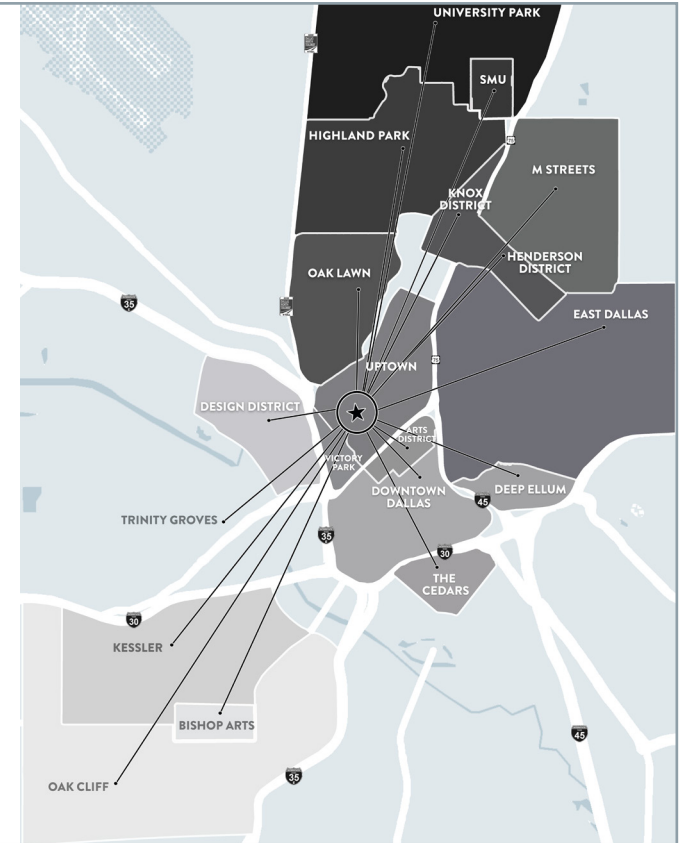 UNIVERSITY PARK
SMU
HIGHLAND PARK
75
M STREETS
KNOX
DISTRICT
HENDERSON
DISTRICT
OAK LAWN
35
EAST DALLAS
75
UPTOWN
DESIGN DISTRICT
ARTS
DISTRICT
VICTORY
PARK
DOWNTOWN
DALLAS
DEEP ELLUM
45
TRINITY GROVES
35
30
THE
CEDARS
30
KESSLER
BISHOP ARTS
45
35
OAK CLIFF